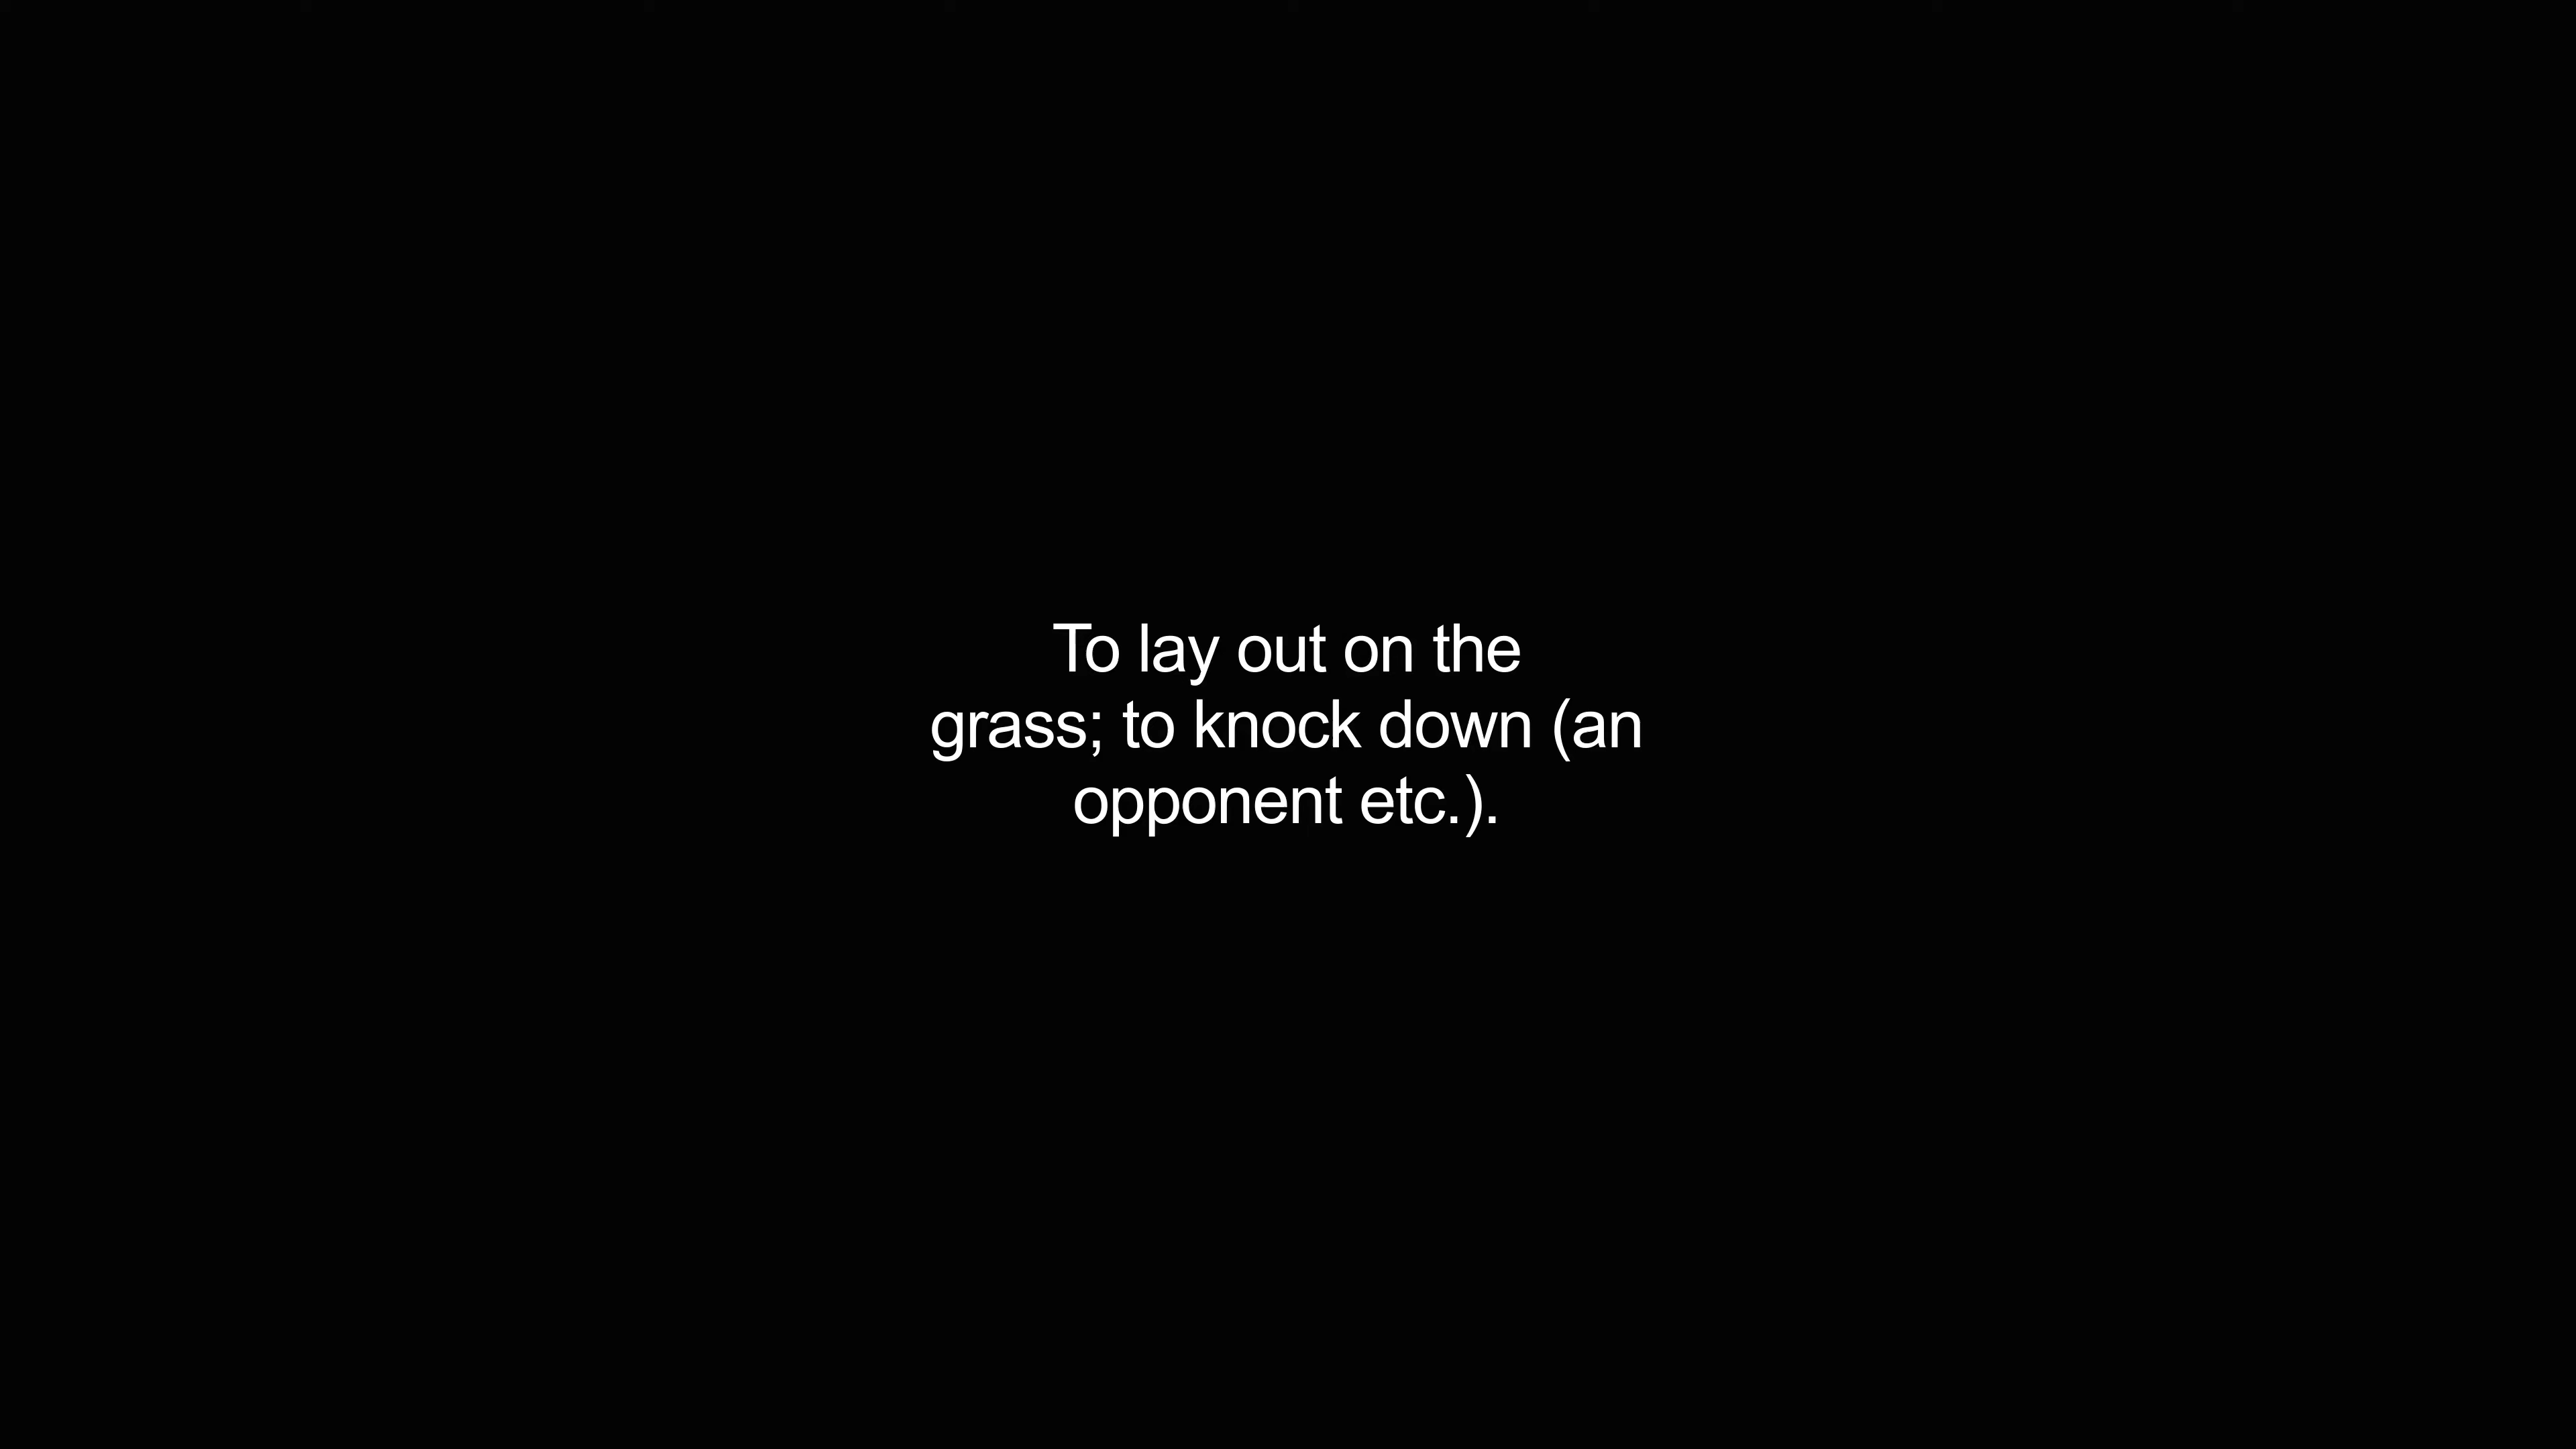 To lay out on the
grass; to knock down (an
opponent etc.).